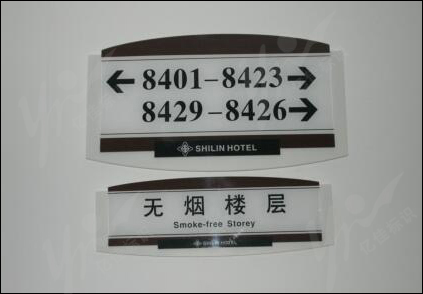 ← 8401-8423 →
8429-8426 →
SHILIN HOTEL
无烟楼层
Smoke-free Storey
SHILIN HOTEL